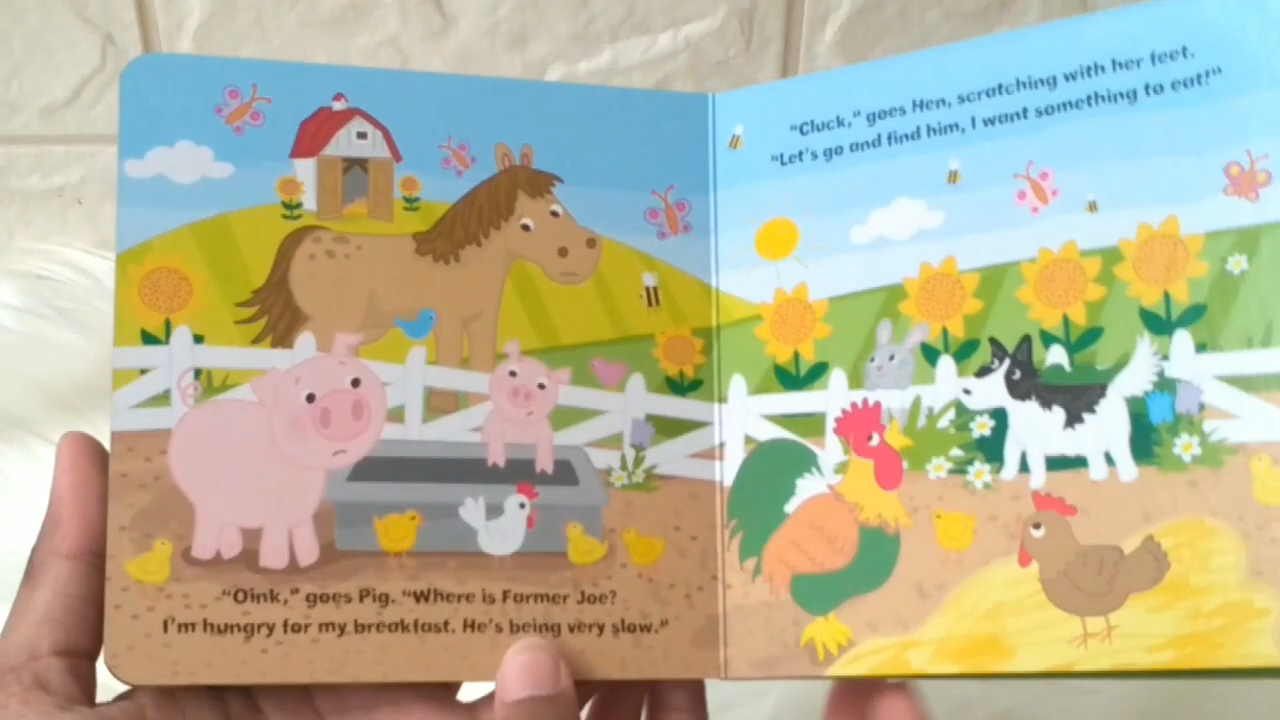 “Oink,” goes Pig. “Where is Farmer Joe?
I’m hungry for my breakfast. He’s being very slow.”
“Cluck,” goes Hen, scratching with her feet.
“Let’s go and find him, I want something to eat!”